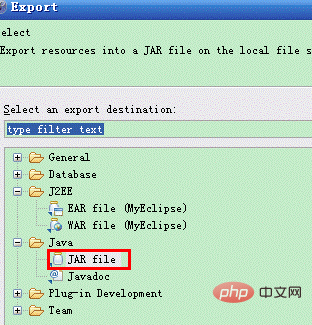 Export
elect
Export resources into a JAR file on the local file s
Select an export destination:
type filter text
General
Database
J2EE
EAR file (MyEclipse)
WAR file (MyEclipse)
Java
JAR file
Javadoc
Plug-in Development
Team
php 中文网